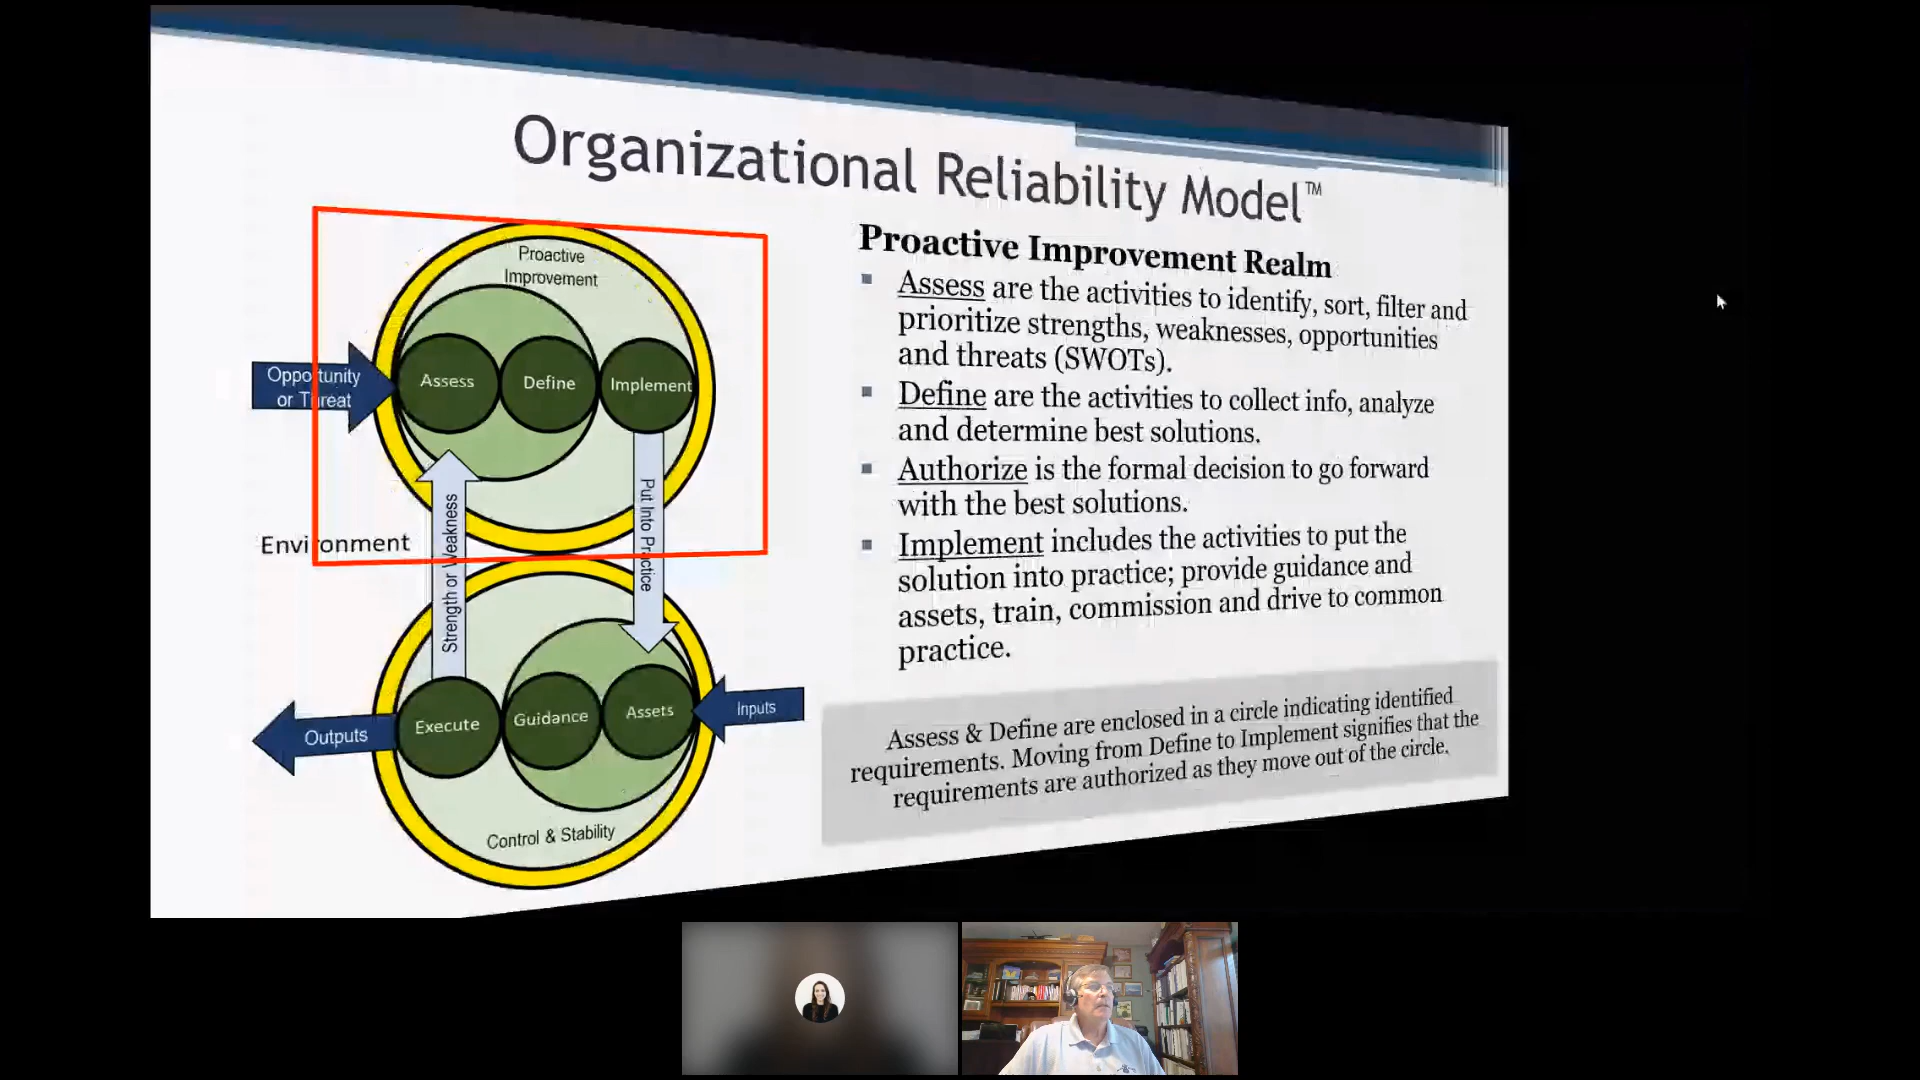 Organizational Reliability Model™
Proactive
Improvement
Assess
Define
Implement
Opportunity
or Threat
Environment
Strength or Weakness
Put Into Practice
Execute
Guidance
Assets
Inputs
Outputs
Control & Stability
Proactive Improvement Realm
Assess are the activities to identify, sort, filter and
prioritize strengths, weaknesses, opportunities
and threats (SWOTs).
Define are the activities to collect info, analyze
and determine best solutions.
Authorize is the formal decision to go forward
with the best solutions.
Implement includes the activities to put the
solution into practice; provide guidance and
assets, train, commission and drive to common
practice.
Assess & Define are enclosed in a circle indicating identified
requirements. Moving from Define to Implement signifies that the
requirements are authorized as they move out of the circle.